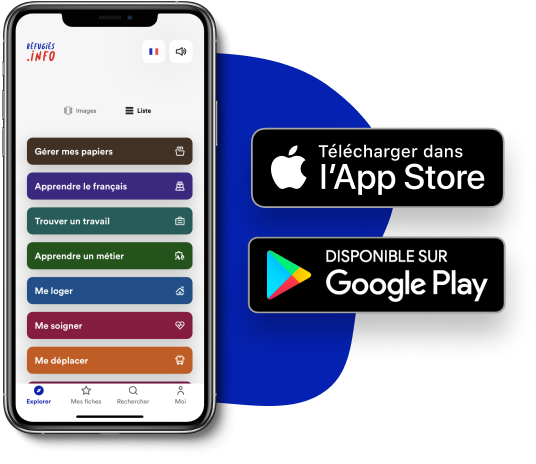 RÉFUGIÉS
.INFO
Images
Liste
Gérer mes papiers
Apprendre le français
Trouver un travail
Apprendre un métier
Me loger
Me soigner
Me déplacer
Explorer
Mes fiches
Rechercher
Moi
Télécharger dans
l'App Store
DISPONIBLE SUR
Google Play